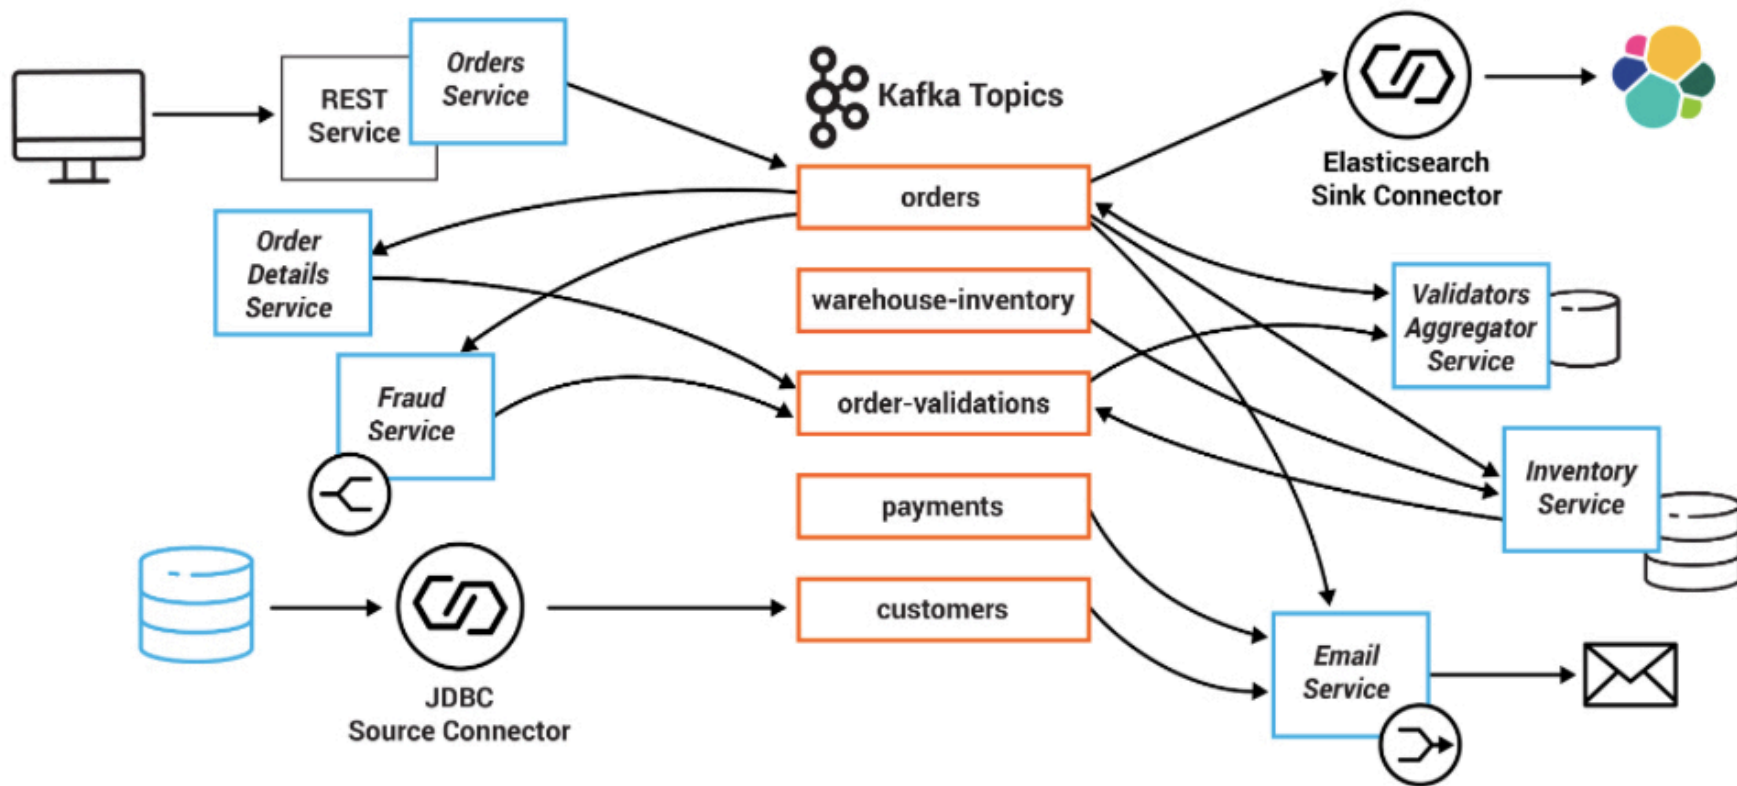 REST
Service
Orders
Service
Kafka Topics
Elasticsearch
Sink Connector
orders
Order
Details
Service
warehouse-inventory
Validators
Aggregator
Service
Fraud
Service
order-validations
Inventory
Service
payments
customers
JDBC
Source Connector
Email
Service